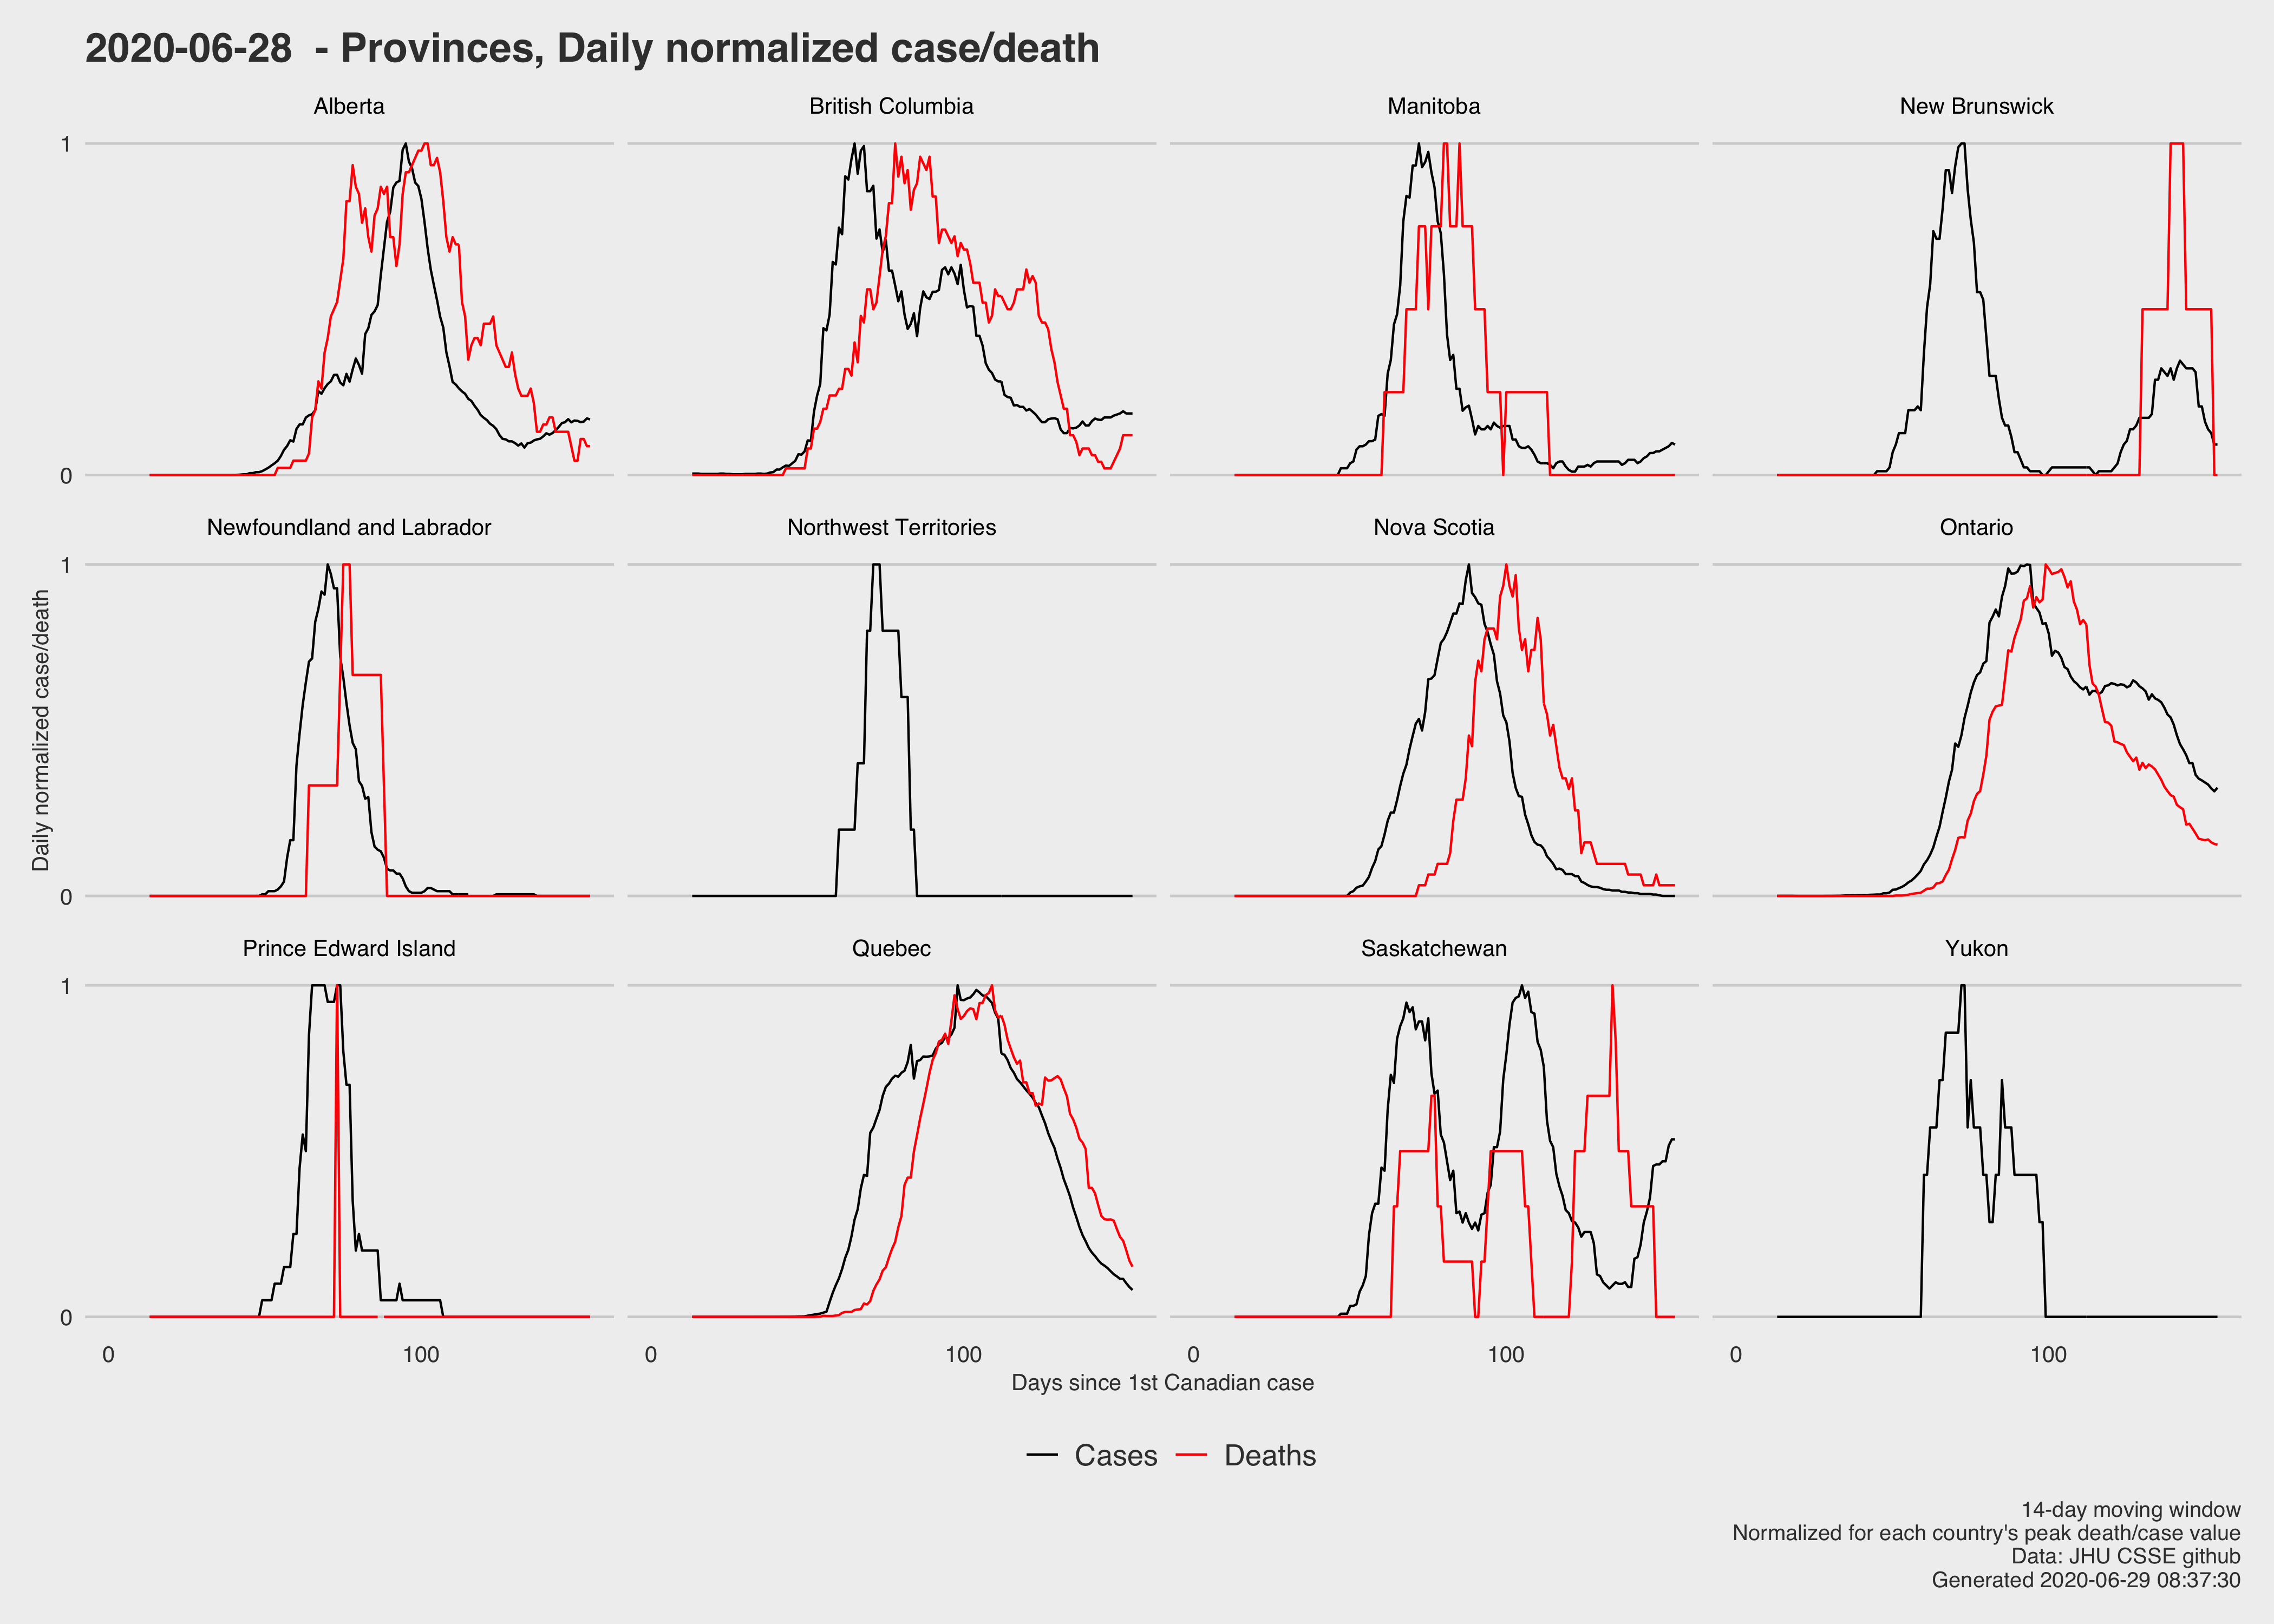 2020-06-28 - Provinces, Daily normalized case/death
Alberta
British Columbia
Manitoba
New Brunswick
1
0
Newfoundland and Labrador
Northwest Territories
Nova Scotia
Ontario
1
0
Daily normalized case/death
Prince Edward Island
Quebec
Saskatchewan
Yukon
1
0
0 100 0 100 0 100 0 100
Days since 1st Canadian case
Cases Deaths
14-day moving window
Normalized for each country's peak death/case value
Data: JHU CSSE github
Generated 2020-06-29 08:37:30